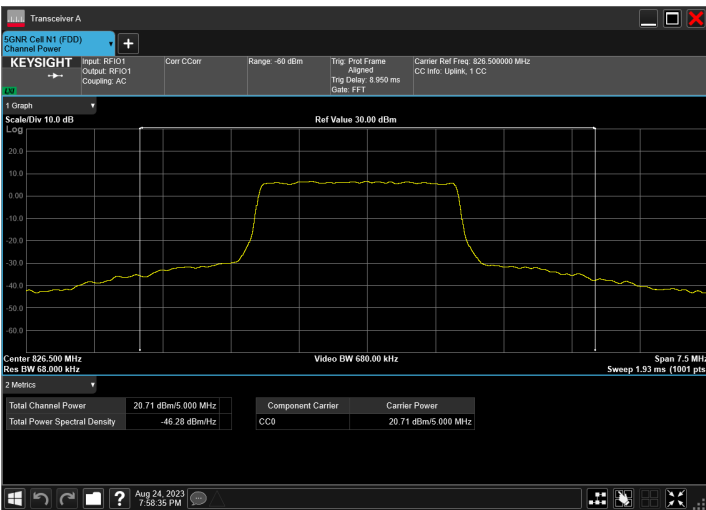 Transceiver A
5GNR Cell N1 (FDD)
Channel Power
KEYSIGHT
LXI
Input: RFIO1
Output: RFIO1
Coupling: AC
Corr CCorr
Range: -60 dBm
Trig: Prot Frame
Aligned
Trig Delay: 8.950 ms
Gate: FFT
Carrier Ref Freq: 826.500000 MHz
CC Info: Uplink, 1 CC
1 Graph
Scale/Div 10.0 dB
Ref Value 30.00 dBm
Log
20.0
10.0
0.00
-10.0
-20.0
-30.0
-40.0
-50.0
-60.0
Center 826.500 MHz
Video BW 680.00 kHz
Span 7.5 MHz
Res BW 68.000 kHz
Sweep 1.93 ms (1001 pts
2 Metrics
Total Channel Power 20.71 dBm/5.000 MHz
Total Power Spectral Density -46.28 dBm/Hz
Component Carrier Carrier Power
CC0 20.71 dBm/5.000 MHz
Aug 24, 2023
7:58:35 PM